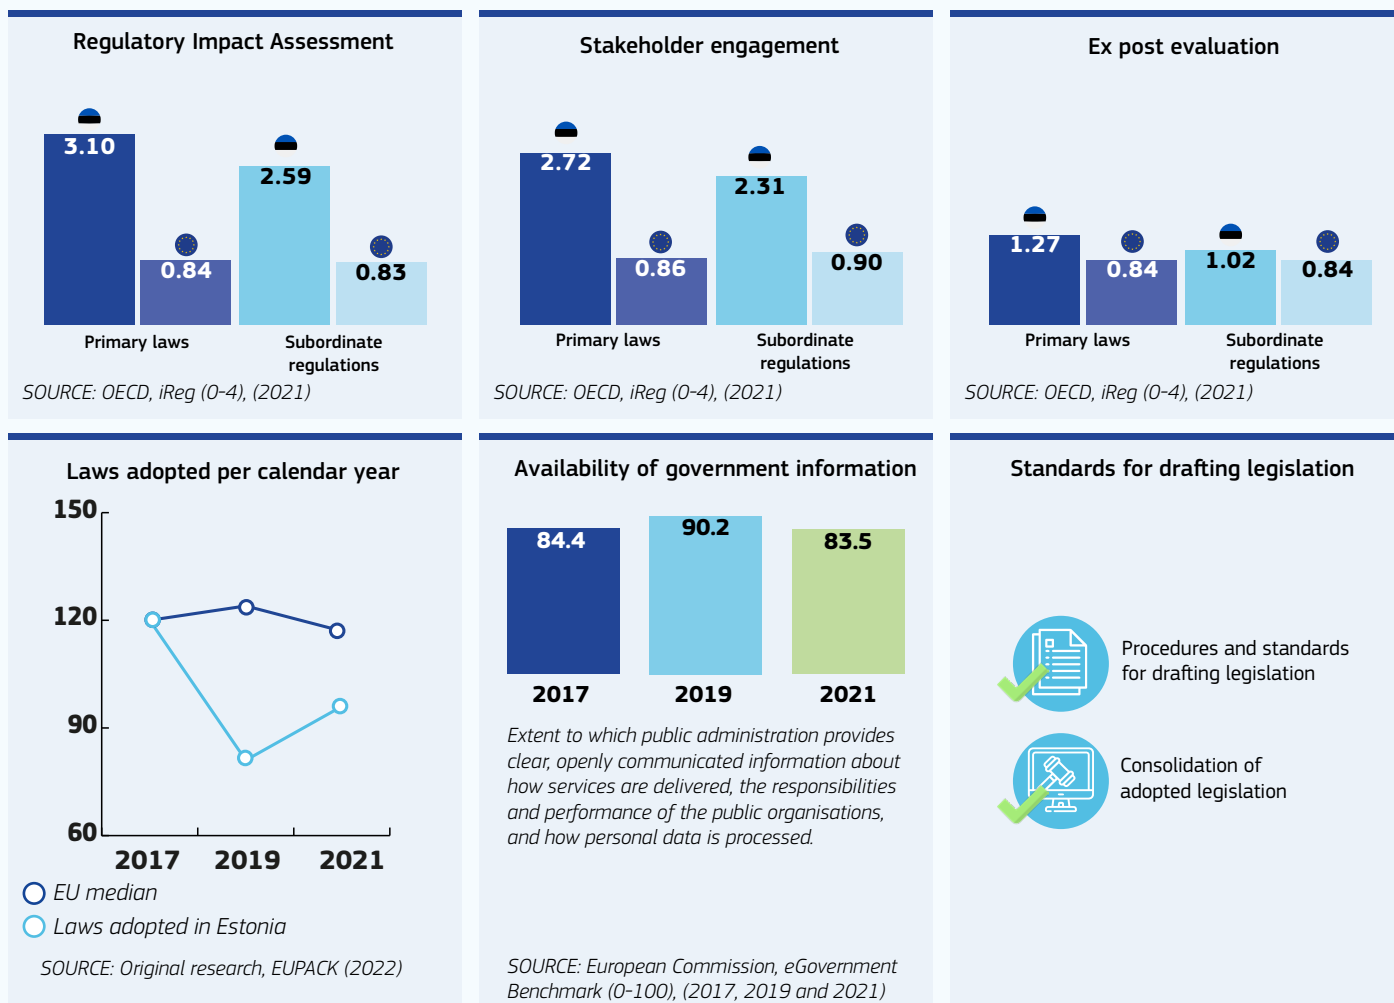 Regulatory Impact Assessment
3.10
0.84
2.59
0.83
Primary laws
Subordinate
regulations
SOURCE: OECD, iReg (0-4), (2021)
Stakeholder engagement
2.72
0.86
2.31
0.90
Primary laws
Subordinate
regulations
SOURCE: OECD, iReg (0-4), (2021)
Ex post evaluation
1.27
0.84
1.02
0.84
Primary laws
Subordinate
regulations
SOURCE: OECD, iReg (0-4), (2021)
Laws adopted per calendar year
150
120
90
60
2017 2019 2021
EU median
Laws adopted in Estonia
SOURCE: Original research, EUPACK (2022)
Availability of government information
84.4
90.2
83.5
2017 2019 2021
Extent to which public administration provides
clear, openly communicated information about
how services are delivered, the responsibilities
and performance of the public organisations,
and how personal data is processed.
SOURCE: European Commission, eGovernment
Benchmark (0-100), (2017, 2019 and 2021)
Standards for drafting legislation
Procedures and standards
for drafting legislation
Consolidation of
adopted legislation